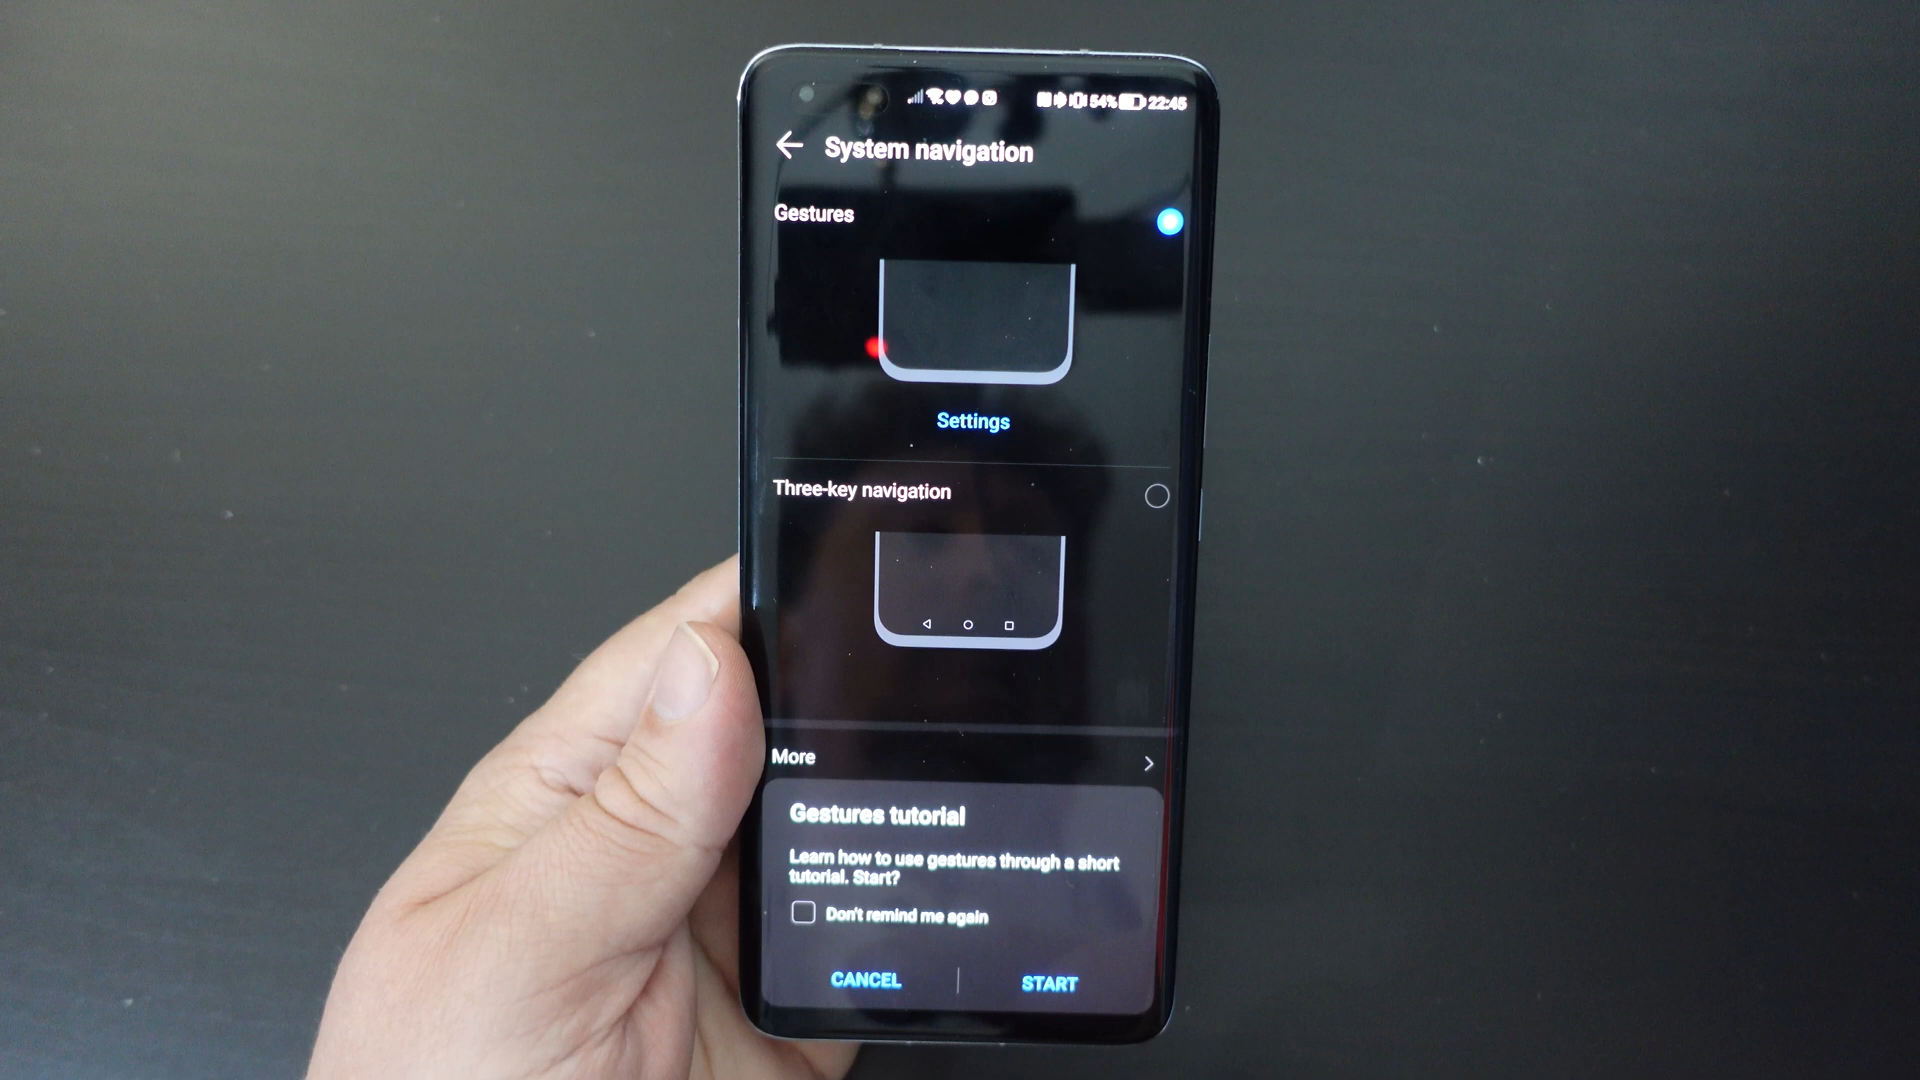 54% 22:45
System navigation
Gestures
Settings
Three-key navigation
More
Gestures tutorial
Learn how to use gestures through a short
tutorial. Start?
Don't remind me again
CANCEL
START